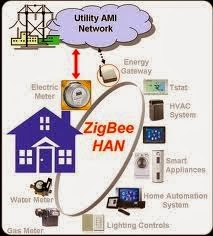 Utility AMI
Network
Energy
Gateway
Electric
Meter
Tstat
HVAC
System
ZigBee
HAN
Smart
Appliances
Water Meter
Home Automation
System
Gas Meter
Lighting Controls